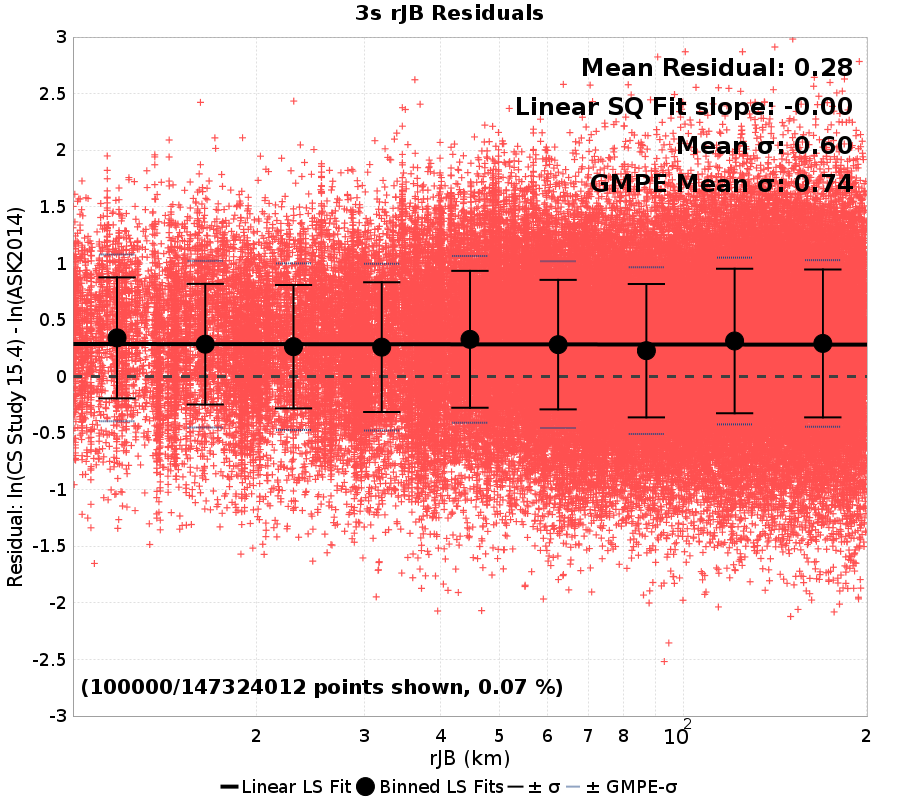 3s rJB Residuals
Mean Residual: 0.28
Linear SQ Fit slope: -0.00
Mean σ: 0.60
GMPE Mean σ: 0.74
Residual: ln(CS Study 15.4) - ln(ASK2014)
3
2.5
2
1.5
1
0.5
0
-0.5
-1
-1.5
-2
-2.5
-3
(100000/147324012 points shown, 0.07 %)
2 3 4 5 6 7 8 10² 2
rJB (km)
Linear LS Fit Binned LS Fits ± σ ± GMPE-σ